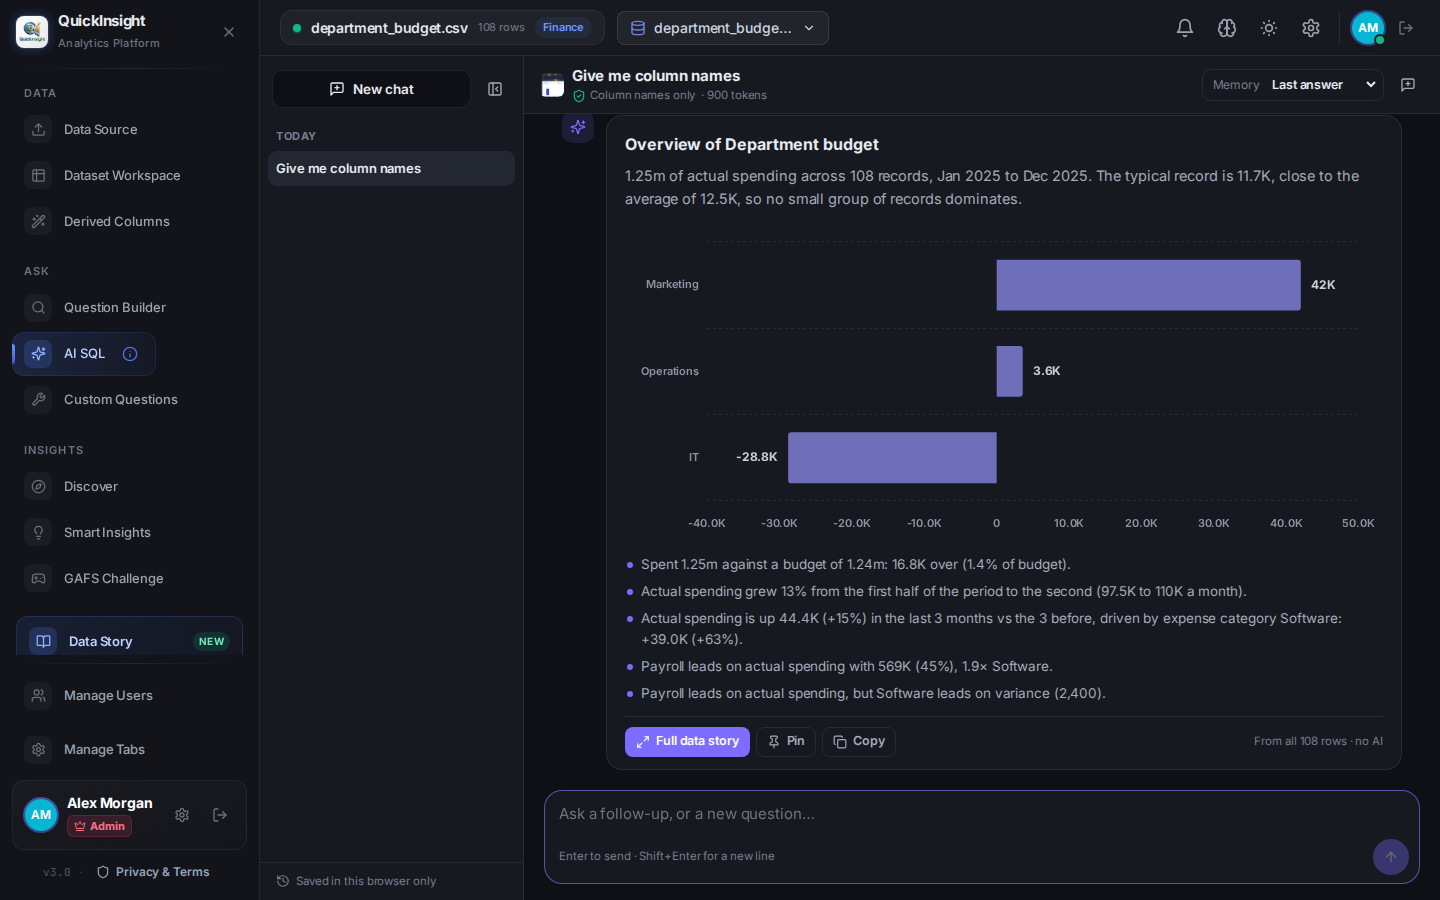 QuickInsight
Analytics Platform
DATA
Data Source
Dataset Workspace
Derived Columns
ASK
Question Builder
AI SQL
Custom Questions
INSIGHTS
Discover
Smart Insights
GAFS Challenge
Data Story NEW
Manage Users
Manage Tabs
AM Alex Morgan
Admin
v3.0 · Privacy & Terms
department_budget.csv 108 rows Finance
department_budge...
AM
New chat
TODAY
Give me column names
Saved in this browser only
Give me column names
Column names only · 900 tokens
Memory Last answer
Overview of Department budget
1.25m of actual spending across 108 records, Jan 2025 to Dec 2025. The typical record is 11.7K, close to the
average of 12.5K, so no small group of records dominates.
Marketing 42K
Operations 3.6K
IT -28.8K
-40.0K -30.0K -20.0K -10.0K 0 10.0K 20.0K 30.0K 40.0K 50.0K
Spent 1.25m against a budget of 1.24m: 16.8K over (1.4% of budget).
Actual spending grew 13% from the first half of the period to the second (97.5K to 110K a month).
Actual spending is up 44.4K (+15%) in the last 3 months vs the 3 before, driven by expense category Software:
+39.0K (+63%).
Payroll leads on actual spending with 569K (45%), 1.9× Software.
Payroll leads on actual spending, but Software leads on variance (2,400).
Full data story Pin Copy From all 108 rows · no AI
Ask a follow-up, or a new question...
Enter to send · Shift+Enter for a new line